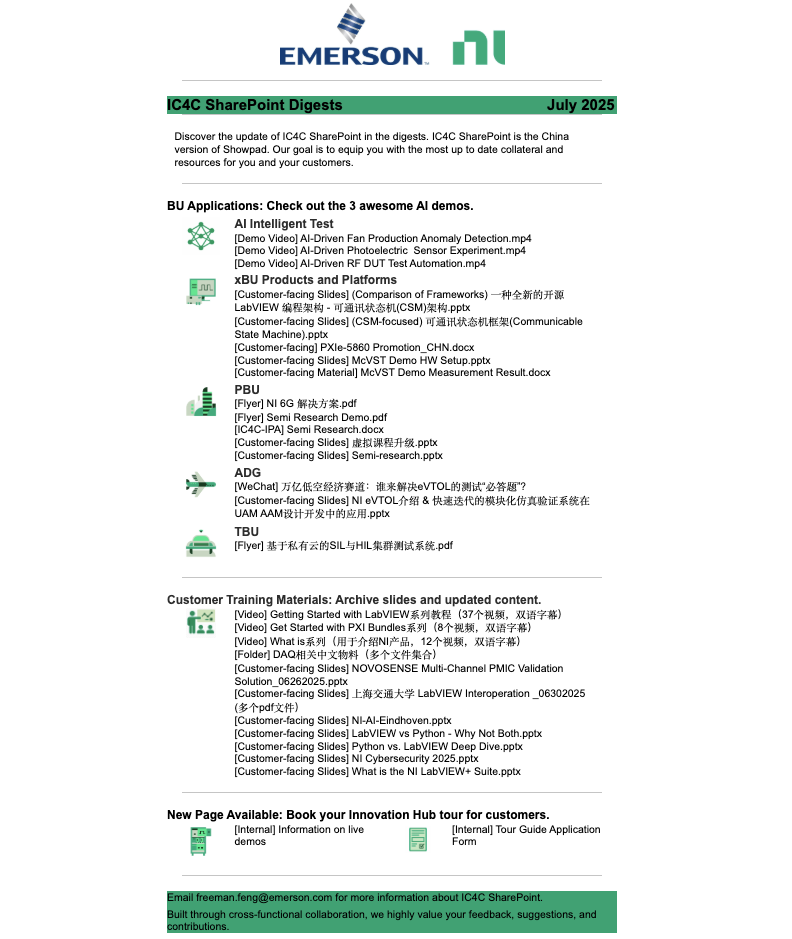 EMERSON™ ni
IC4C SharePoint Digests July 2025
Discover the update of IC4C SharePoint in the digests. IC4C SharePoint is the China
version of Showpad. Our goal is to equip you with the most up to date collateral and
resources for you and your customers.
BU Applications: Check out the 3 awesome AI demos.
AI Intelligent Test
[Demo Video] AI-Driven Fan Production Anomaly Detection.mp4
[Demo Video] AI-Driven Photoelectric  Sensor Experiment.mp4
[Demo Video] AI-Driven RF DUT Test Automation.mp4
xBU Products and Platforms
[Customer-facing Slides] (Comparison of Frameworks) 一种全新的开源
LabVIEW 编程架构 - 可通讯状态机(CSM)架构.pptx
[Customer-facing Slides] (CSM-focused) 可通讯状态机框架(Communicable
State Machine).pptx
[Customer-facing] PXIe-5860 Promotion_CHN.docx
[Customer-facing Slides] McVST Demo HW Setup.pptx
[Customer-facing Material] McVST Demo Measurement Result.docx
PBU
[Flyer] NI 6G 解决方案.pdf
[Flyer] Semi Research Demo.pdf
[IC4C-IPA] Semi Research.docx
[Customer-facing Slides] 虚拟课程升级.pptx
[Customer-facing Slides] Semi-research.pptx
ADG
[WeChat] 万亿低空经济赛道：谁来解决eVTOL的测试“必答题”?
[Customer-facing Slides] NI eVTOL介绍 & 快速迭代的模块化仿真验证系统在
UAM AAM设计开发中的应用.pptx
TBU
[Flyer] 基于私有云的SIL与HIL集群测试系统.pdf
Customer Training Materials: Archive slides and updated content.
[Video] Getting Started with LabVIEW系列教程（37个视频，双语字幕）
[Video] Get Started with PXI Bundles系列（8个视频，双语字幕）
[Video] What is系列（用于介绍NI产品，12个视频，双语字幕）
[Folder] DAQ相关中文物料（多个文件集合）
[Customer-facing Slides] NOVOSENSE Multi-Channel PMIC Validation
Solution_06262025.pptx
[Customer-facing Slides] 上海交通大学 LabVIEW Interoperation _06302025
(多个pdf文件）
[Customer-facing Slides] NI-AI-Eindhoven.pptx
[Customer-facing Slides] LabVIEW vs Python - Why Not Both.pptx
[Customer-facing Slides] Python vs. LabVIEW Deep Dive.pptx
[Customer-facing Slides] NI Cybersecurity 2025.pptx
[Customer-facing Slides] What is the NI LabVIEW+ Suite.pptx
New Page Available: Book your Innovation Hub tour for customers.
[Internal] Information on live
demos
[Internal] Tour Guide Application
Form
Email freeman.feng@emerson.com for more information about IC4C SharePoint.
Built through cross-functional collaboration, we highly value your feedback, suggestions, and
contributions.